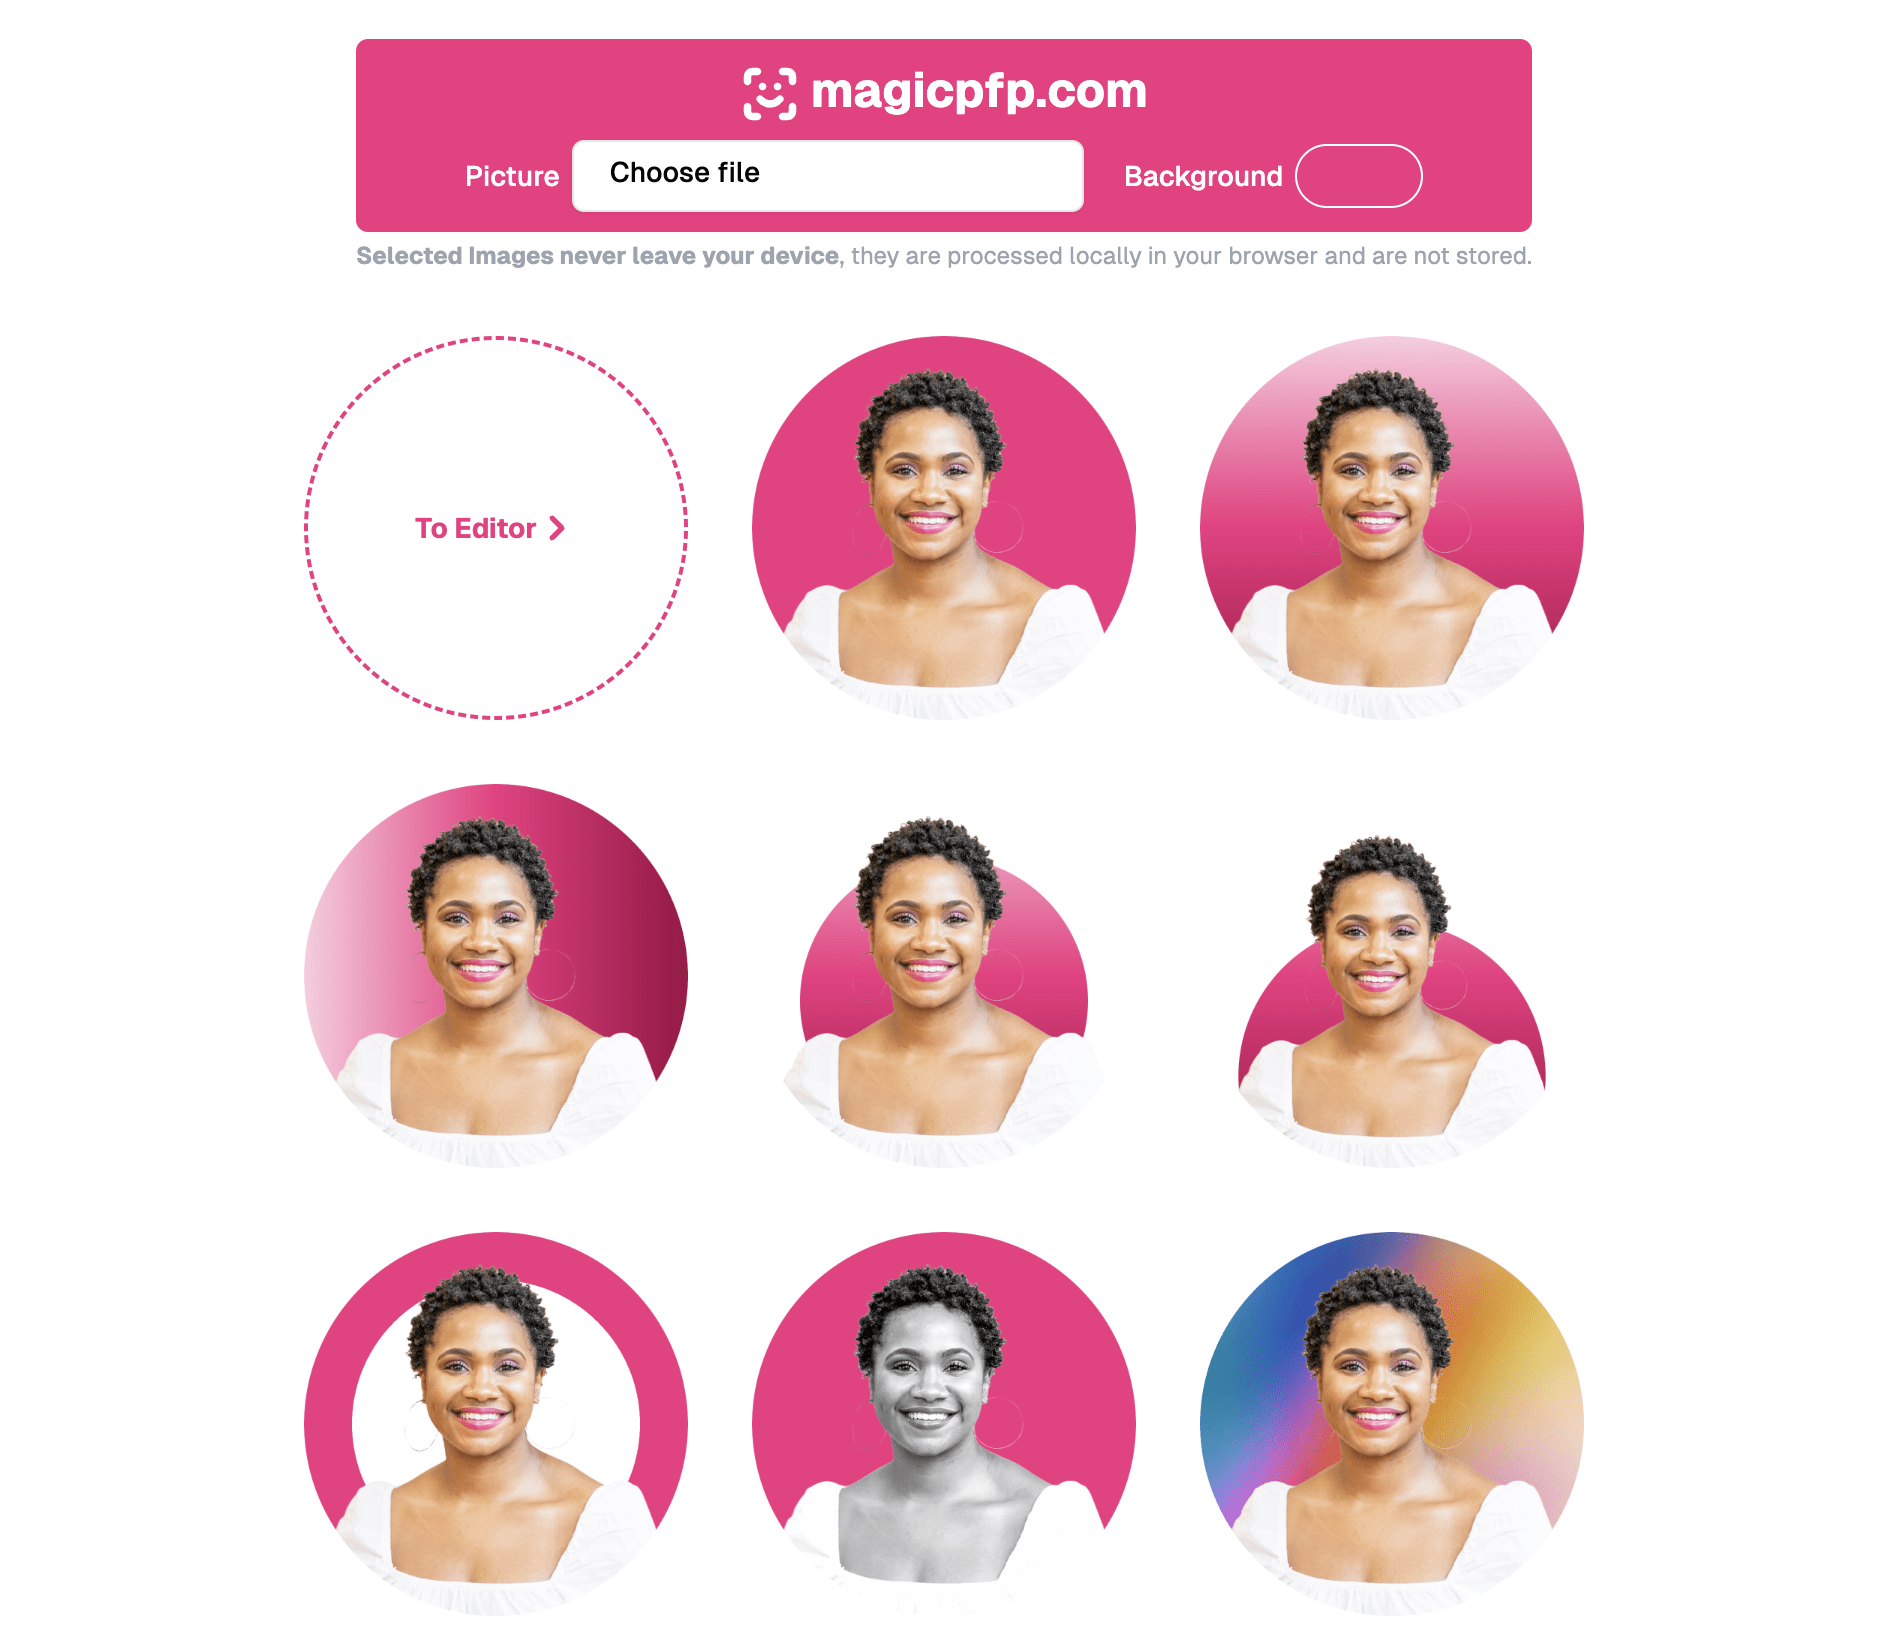 magicpfp.com
Picture Choose file Background
Selected Images never leave your device, they are processed locally in your browser and are not stored.
To Editor